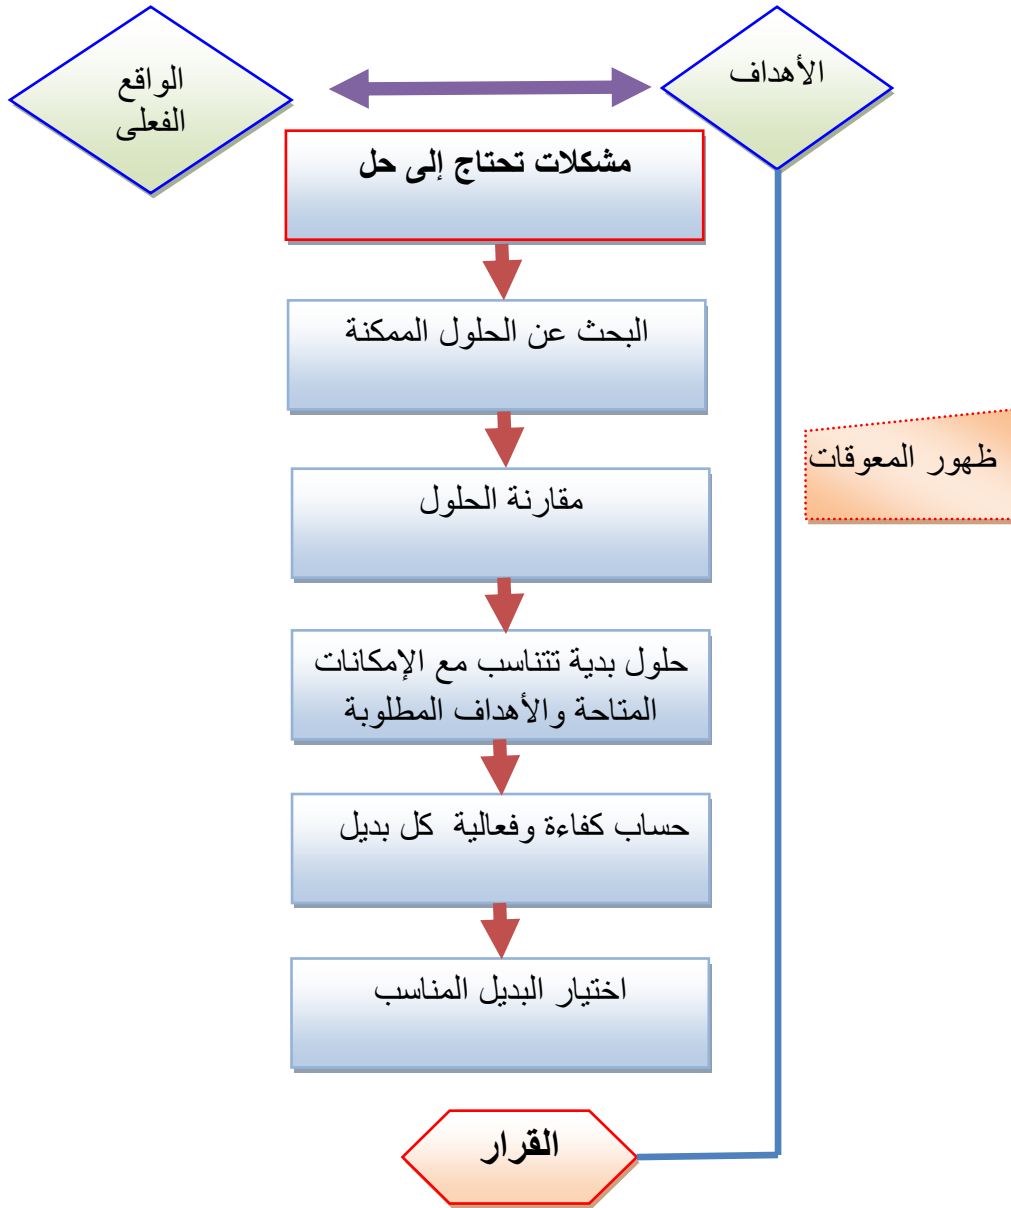 الأهداف
الواقع
الفعلى
مشكلات تحتاج إلى حل
البحث عن الحلول الممكنة
ظهور المعوقات
مقارنة الحلول
حلول بدية تتناسب مع الإمكانات
المتاحة والأهداف المطلوبة
حساب كفاءة وفعالية كل بديل
اختيار البديل المناسب
القرار